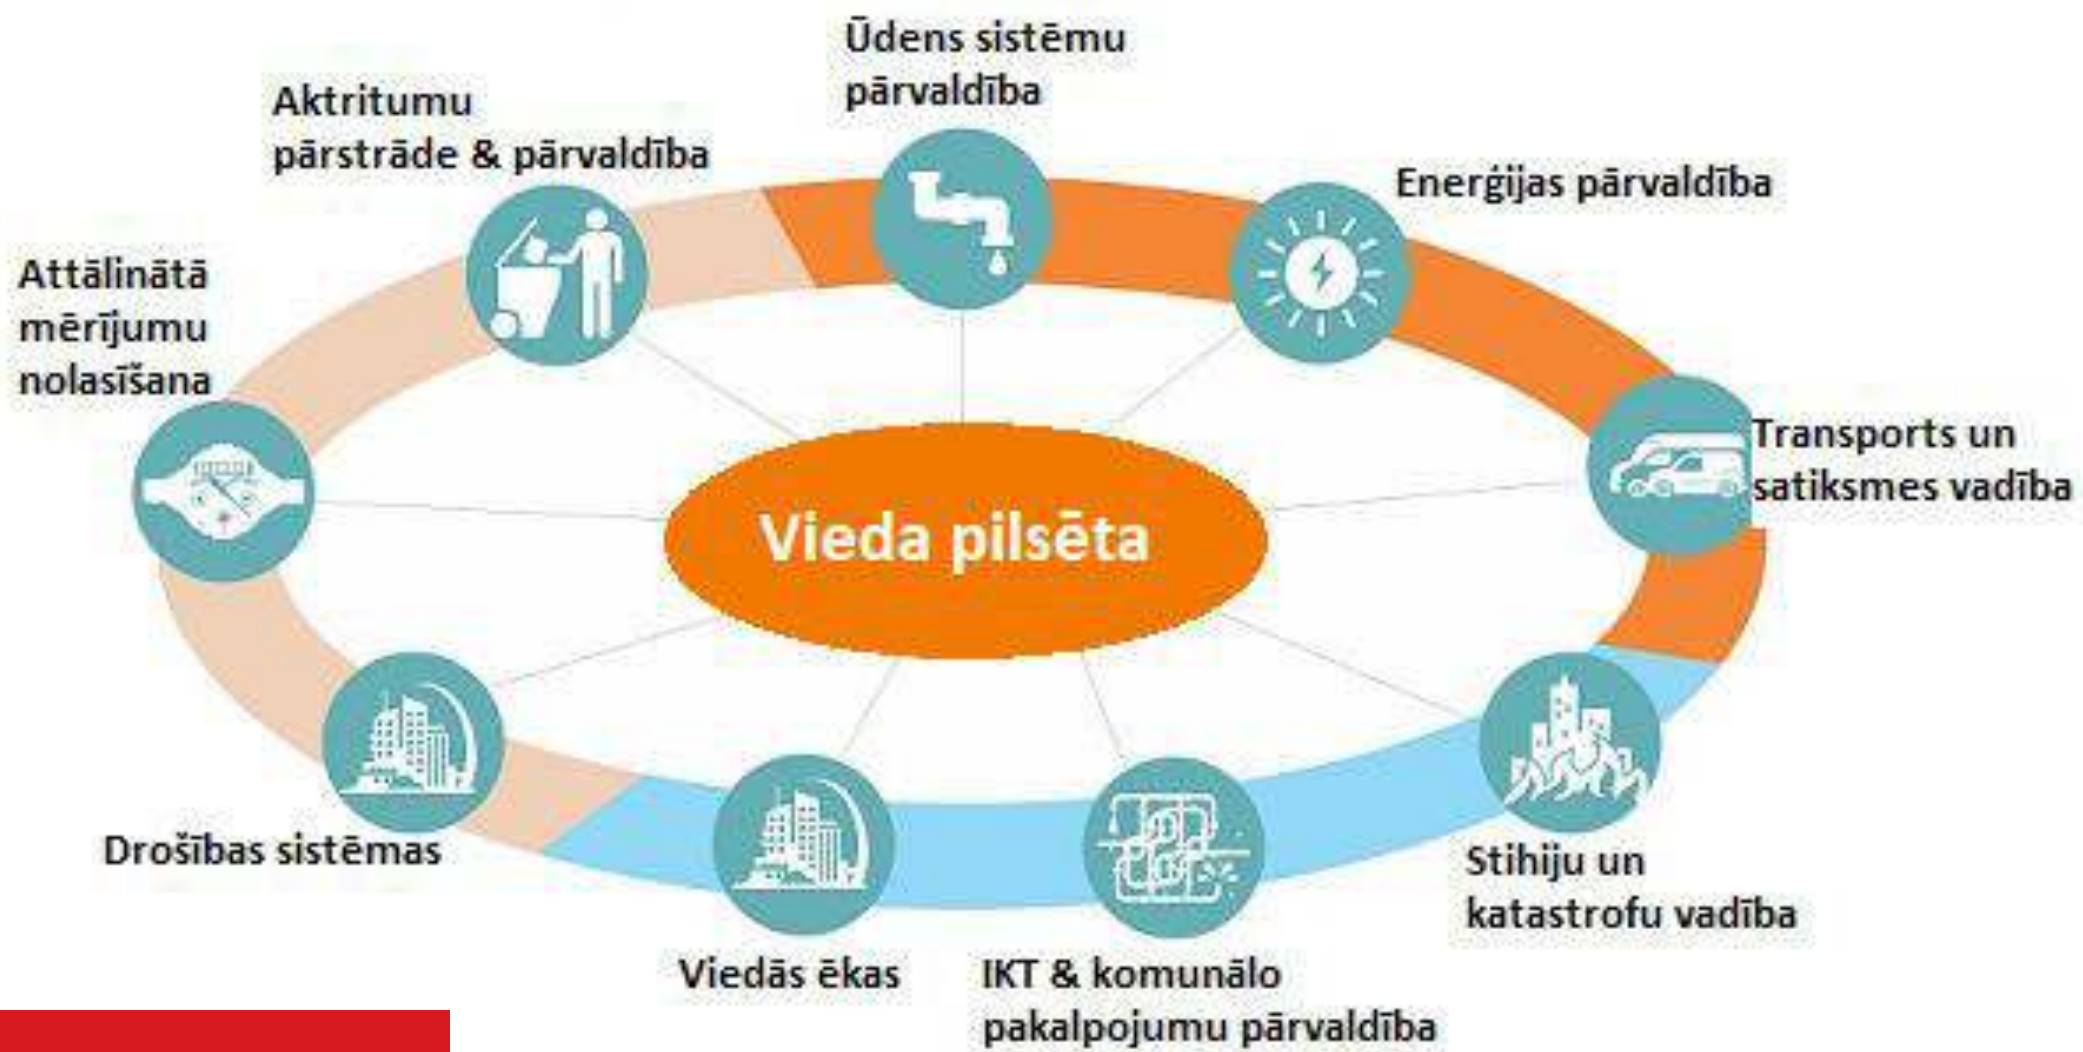 Ūdens sistēmu
pārvaldība
Aktritumu
pārstrāde & pārvaldība
Enerģijas pārvaldība
Attālinātā
mērījumu
nolasīšana
Transports un
satiksmes vadība
Vieda pilsēta
Drošības sistēmas
Stihiju un
katastrofu vadība
Viedās ēkas
IKT & komunālo
pakalpojumu pārvaldība